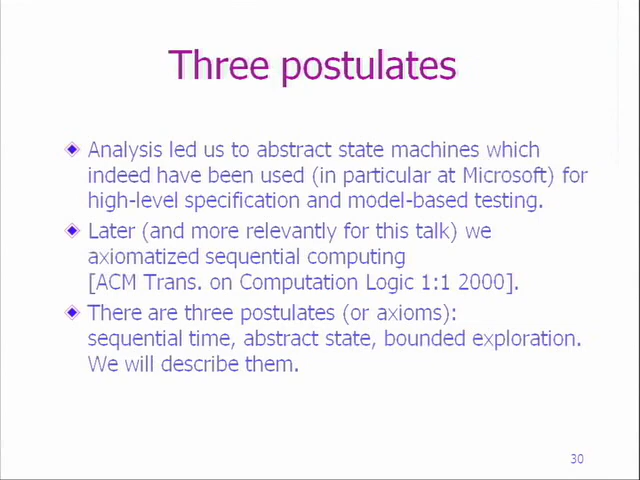 Three postulates
Analysis led us to abstract state machines which
indeed have been used (in particular at Microsoft) for
high-level specification and model-based testing.
Later (and more relevantly for this talk) we
axiomatized sequential computing
[ACM Trans. on Computation Logic 1:1 2000].
There are three postulates (or axioms):
sequential time, abstract state, bounded exploration.
We will describe them.
30